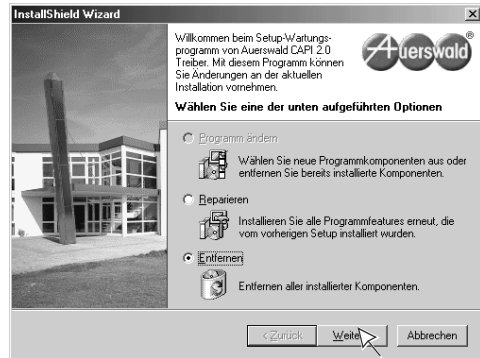 InstallShield Wizard
Willkommen beim Setup-Wartungs-
programm von Auerswald CAPI 2.0
Treiber. Mit diesem Programm können
Sie Änderungen an der aktuellen
Installation vornehmen.
Auerswald®
Wählen Sie eine der unten aufgeführten Optionen
Programm ändern
Wählen Sie neue Programmkomponenten aus oder
entfernen Sie bereits installierte Komponenten.
Reparieren
Installieren Sie alle Programmfeatures erneut, die
vom vorherigen Setup installiert wurden.
Entfernen
Entfernen aller installierter Komponenten.
< Zurück
Weiter
Abbrechen